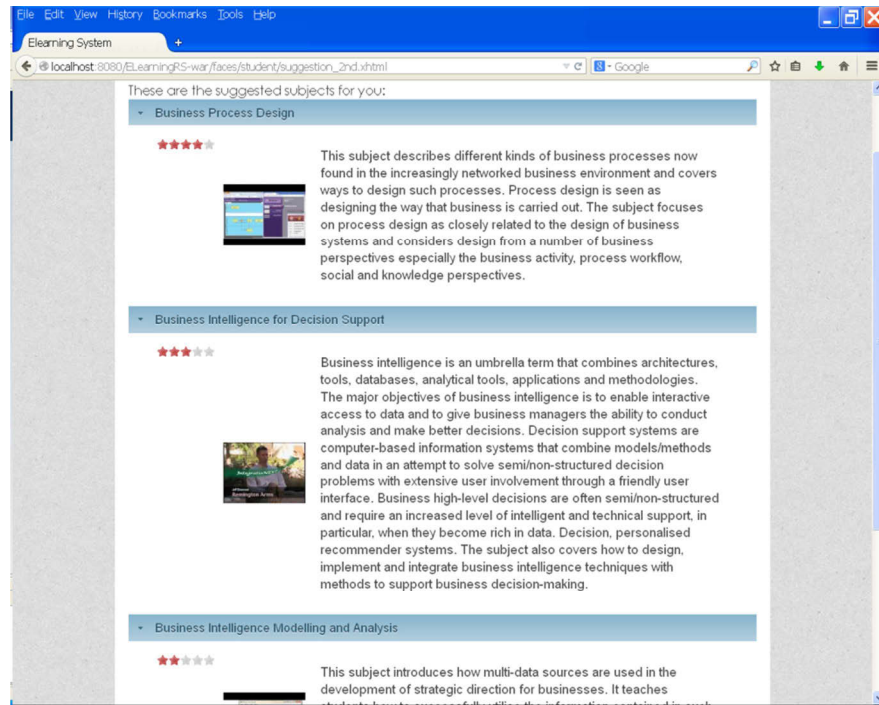 File Edit View History Bookmarks Tools Help
Elearning System
+
localhost:8080/ELearningRS-war/faces/student/suggestion_2nd.xhtml
Google
These are the suggested subjects for you:
Business Process Design
This subject describes different kinds of business processes now
found in the increasingly networked business environment and covers
ways to design such processes. Process design is seen as
designing the way that business is carried out. The subject focuses
on process design as closely related to the design of business
systems and considers design from a number of business
perspectives especially the business activity, process workflow,
social and knowledge perspectives.
Business Intelligence for Decision Support
Business intelligence is an umbrella term that combines architectures,
tools, databases, analytical tools, applications and methodologies.
The major objectives of business intelligence is to enable interactive
access to data and to give business managers the ability to conduct
analysis and make better decisions. Decision support systems are
computer-based information systems that combine models/methods
and data in an attempt to solve semi/non-structured decision
problems with extensive user involvement through a friendly user
interface. Business high-level decisions are often semi/non-structured
and require an increased level of intelligent and technical support, in
particular, when they become rich in data. Decision, personalised
recommender systems. The subject also covers how to design,
implement and integrate business intelligence techniques with
methods to support business decision-making.
Remington Arms
Business Intelligence Modelling and Analysis
This subject introduces how multi-data sources are used in the
development of strategic direction for businesses. It teaches